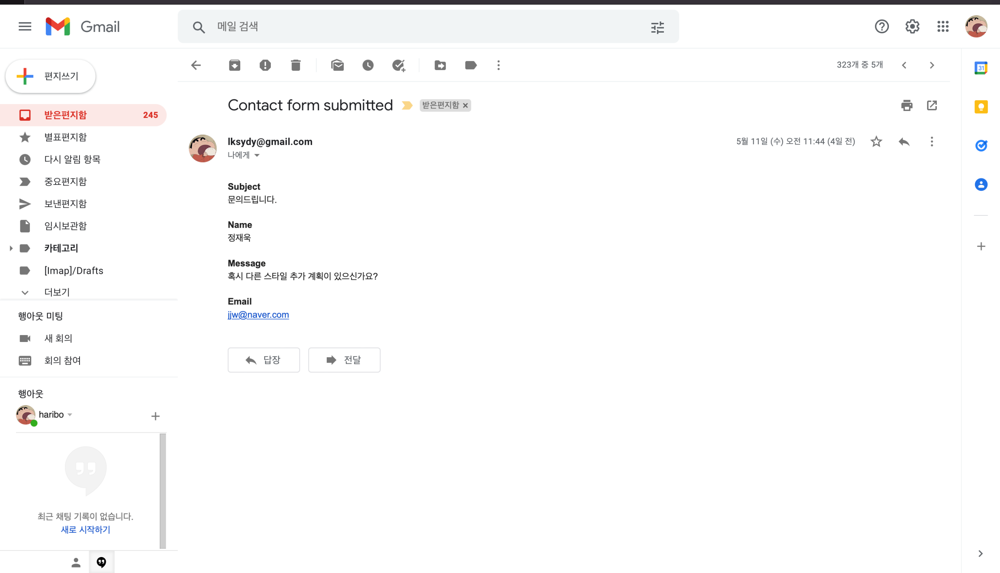 Gmail
메일 검색
편지쓰기
323개 중 5개
31
받은편지함 245
별표편지함
다시 알림 항목
중요편지함
보낸편지함
임시보관함
카테고리
[Imap]/Drafts
더보기
행아웃 미팅
새 회의
회의 참여
행아웃
haribo
최근 채팅 기록이 없습니다.
새로 시작하기
Contact form submitted 받은편지함 ×
lksydy@gmail.com
5월 11일 (수) 오전 11:44 (4일 전)
나에게
Subject
문의드립니다.
Name
정재욱
Message
혹시 다른 스타일 추가 계획이 있으신가요?
Email
jjw@naver.com
답장
전달